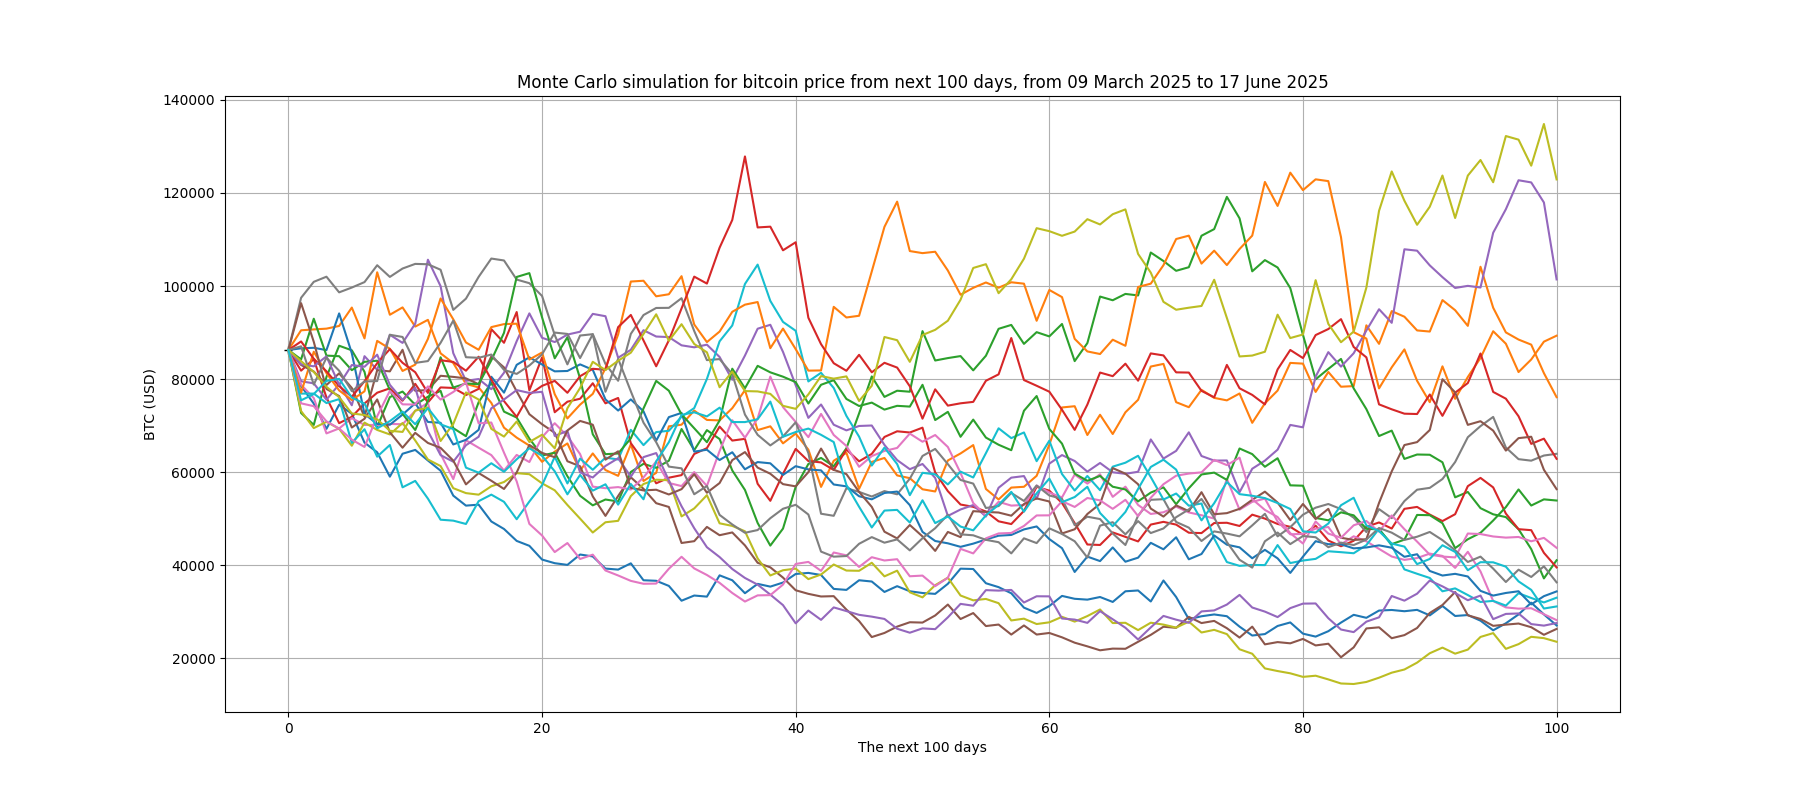 Monte Carlo simulation for bitcoin price from next 100 days, from 09 March 2025 to 17 June 2025
140000
120000
100000
80000
60000
40000
20000
BTC (USD)
0 20 40 60 80 100
The next 100 days